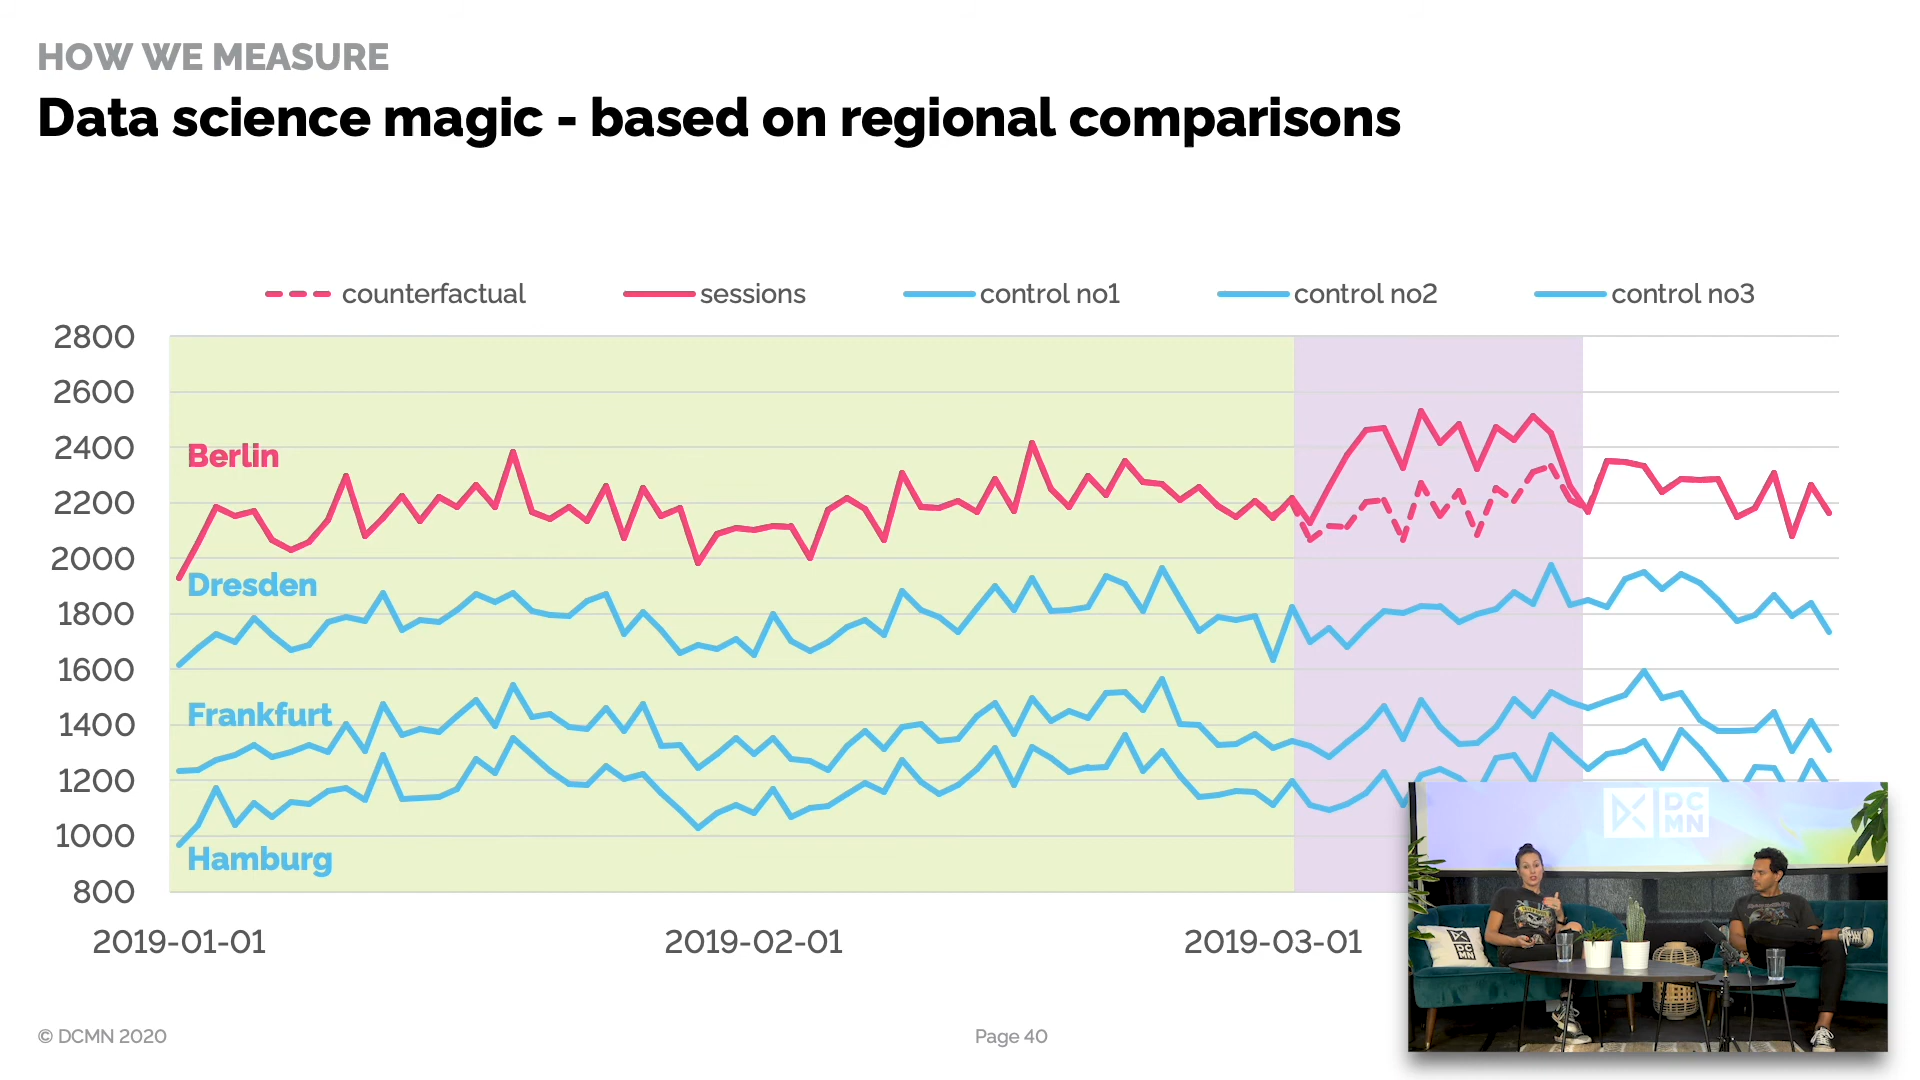 HOW WE MEASURE
Data science magic - based on regional comparisons
counterfactual sessions control no1 control no2 control no3
2800
2600
2400
2200
2000
1800
1600
1400
1200
1000
800
Berlin
Dresden
Frankfurt
Hamburg
2019-01-01 2019-02-01 2019-03-01
DC
MN
DC
MN
© DCMN 2020
Page 40